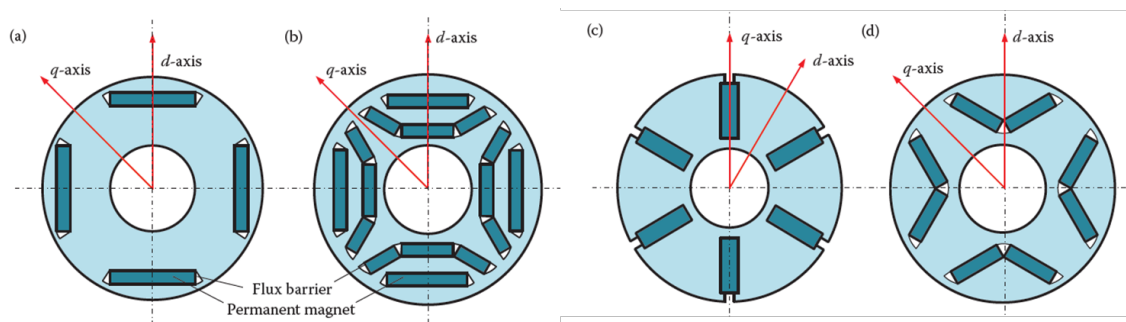 (a)
q-axis
d-axis
(b)
q-axis
d-axis
(c)
q-axis
d-axis
(d)
q-axis
d-axis
Flux barrier
Permanent magnet